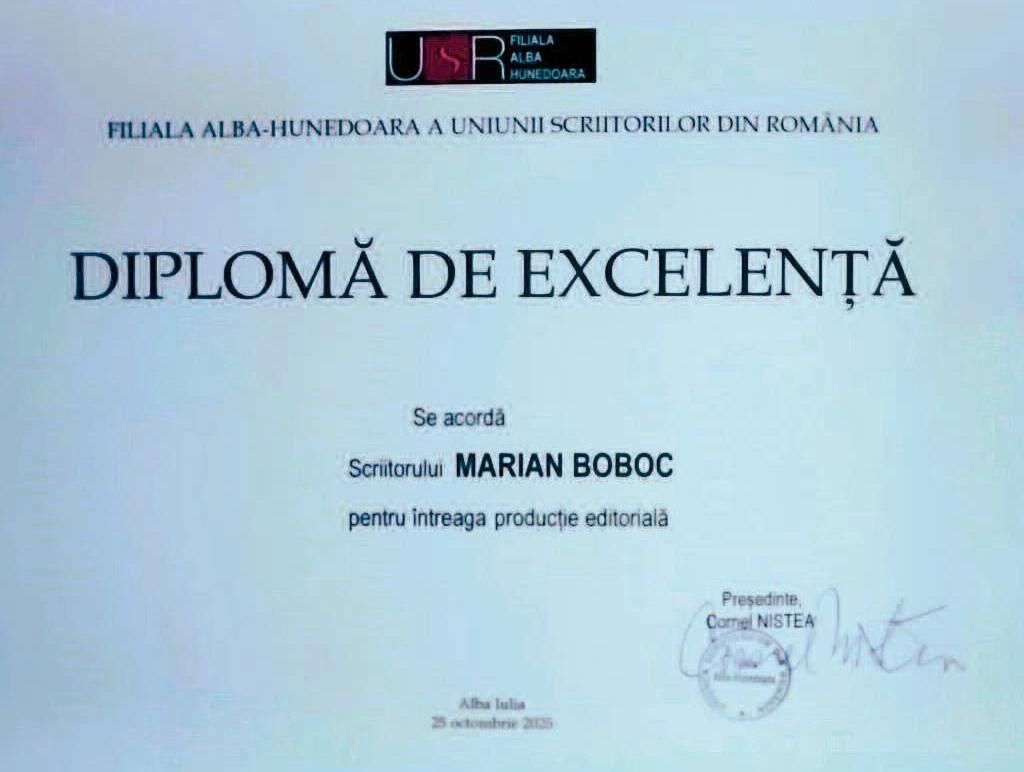 USR FILIALA
ALBA
HUNEDOARA
FILIALA ALBA-HUNEDOARA A UNIUNII SCRIITORILOR DIN ROMÂNIA
DIPLOMĂ DE EXCELENȚĂ
Se acordă
Scriitorului MARIAN BOBOC
pentru întreaga producție editorială
Președinte,
Cornel NISTEA
Alba Iulia
25 octombrie 2025